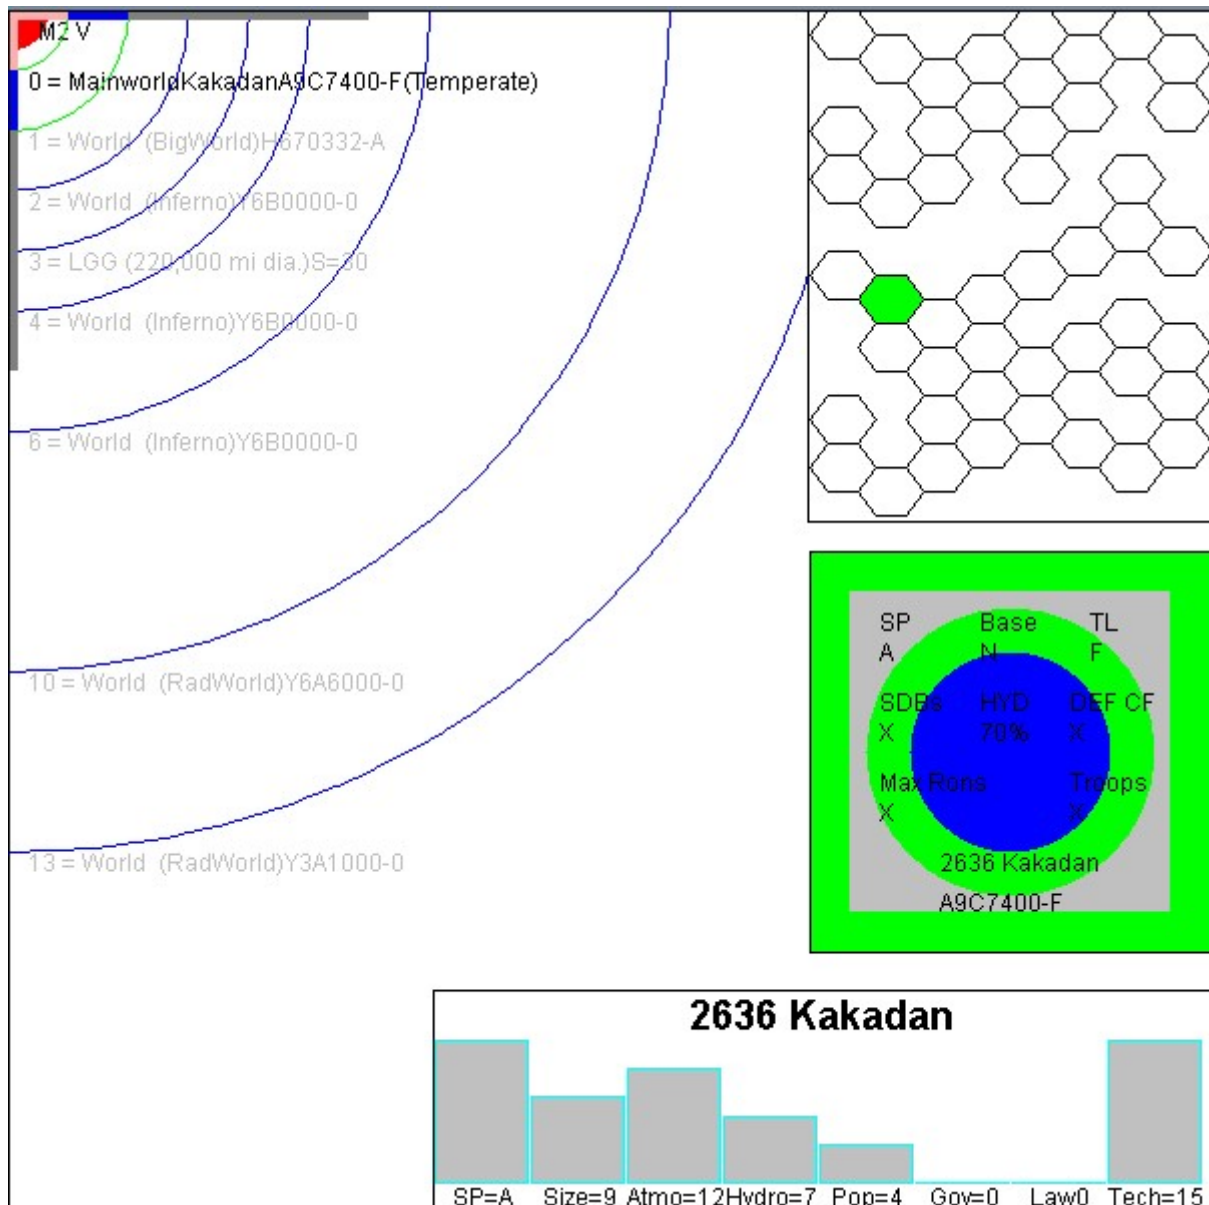 M2 V
0 = MainworldKakadanA9C7400-F(Temperate)
1 = World (BigWorld)H670332-A
2 = World (Inferno)Y6B0000-0
3 = LGG (220,000 mi dia.)S=30
4 = World (Inferno)Y6B0000-0
6 = World (Inferno)Y6B0000-0
10 = World (RadWorld)Y6A6000-0
13 = World (RadWorld)Y3A1000-0
SP Base TL
A N F
SDBs HYD DEF CF
X 70% X
Max Rons Troops
X X
2636 Kakadan
A9C7400-F
2636 Kakadan
SP=A Size=9 Atmo=12 Hydro=7 Pop=4 Gov=0 Law0 Tech=15